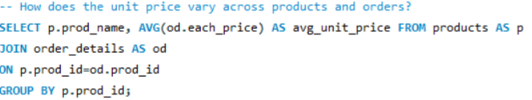 -- How does the unit price vary across products and orders?
SELECT p.prod_name, AVG(od.each_price) AS avg_unit_price FROM products AS p
JOIN order_details AS od
ON p.prod_id=od.prod_id
GROUP BY p.prod_id;